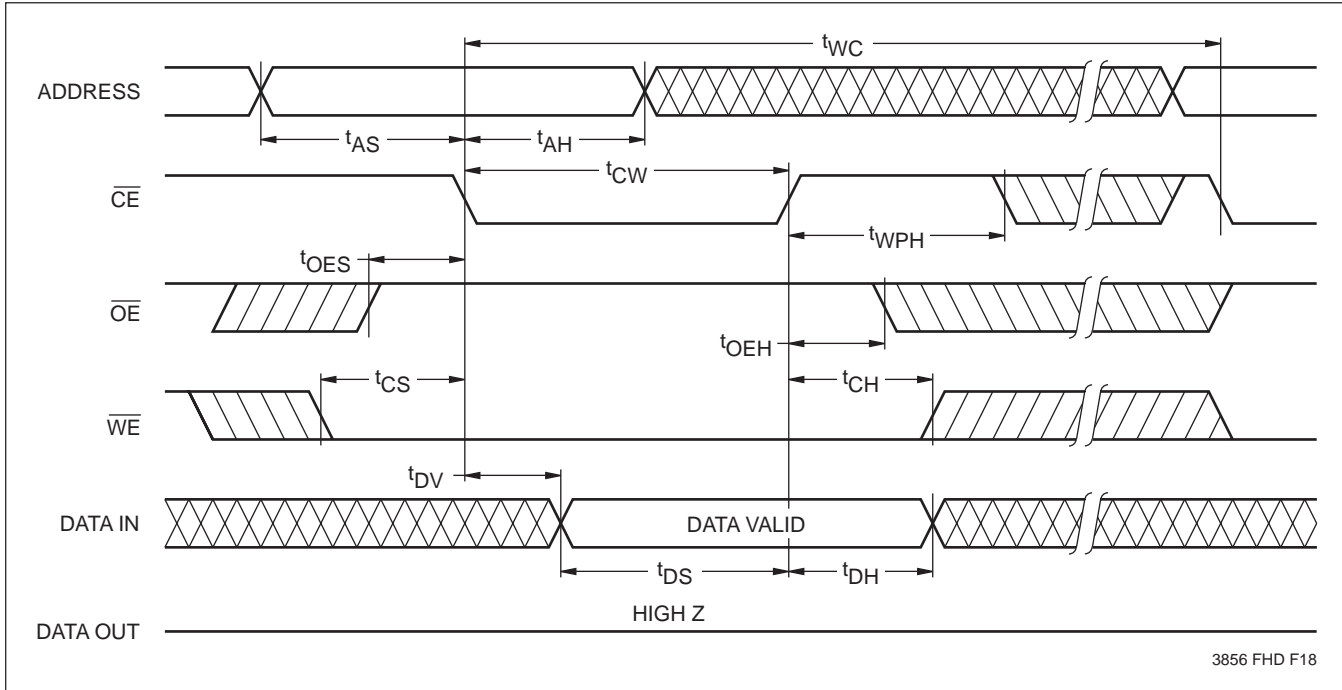 tWC
ADDRESS
tAS
tAH
tCW
CE
tWPH
tOES
OE
tOEH
tCS
tCH
WE
tDV
DATA IN
DATA VALID
tDS
tDH
HIGH Z
DATA OUT
3856 FHD F18